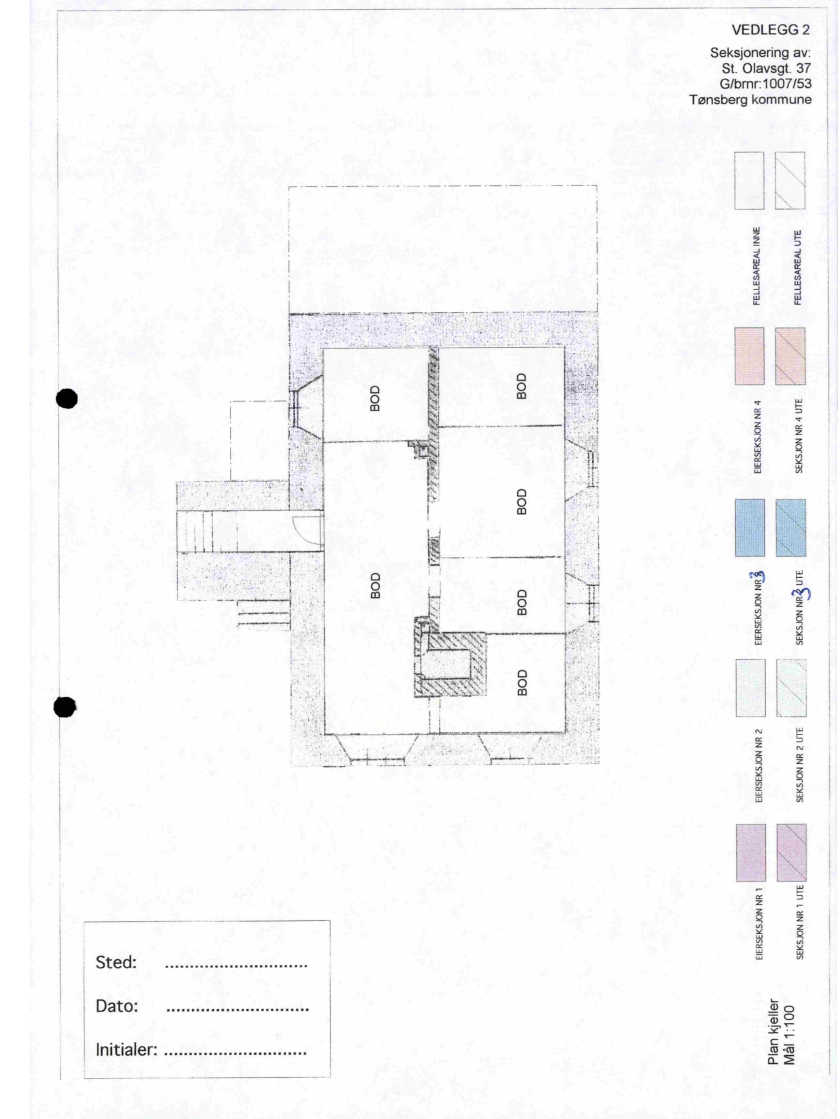 VEDLEGG 2
Seksjonering av:
St. Olavsgt. 37
G/brnr:1007/53
Tønsberg kommune
BOD
BOD
BOD
BOD
BOD
BOD
FELLESAREAL INNE
FELLESAREAL UTE
EIERSEKSJON NR 4
SEKSJON NR 4 UTE
EIERSEKSJON NR 3
SEKSJON NR 3 UTE
EIERSEKSJON NR 2
SEKSJON NR 2 UTE
EIERSEKSJON NR 1
SEKSJON NR 1 UTE
Plan kjeller
Mål 1:100
Sted: ............................
Dato: ............................
Initialer: ............................